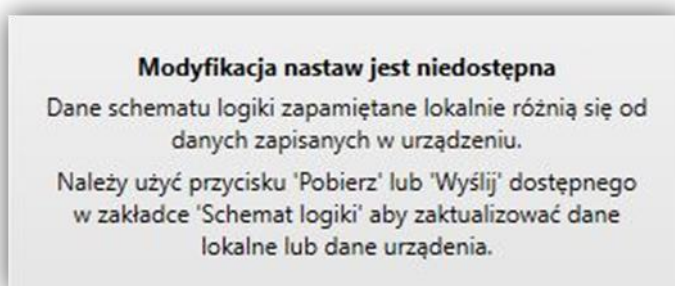 Modyfikacja nastaw jest niedostępna
Dane schematu logiki zapamiętane lokalnie różnią się od
danych zapisanych w urządzeniu.
Należy użyć przycisku 'Pobierz' lub 'Wyślij' dostępnego
w zakładce 'Schemat logiki' aby zaktualizować dane
lokalne lub dane urządenia.